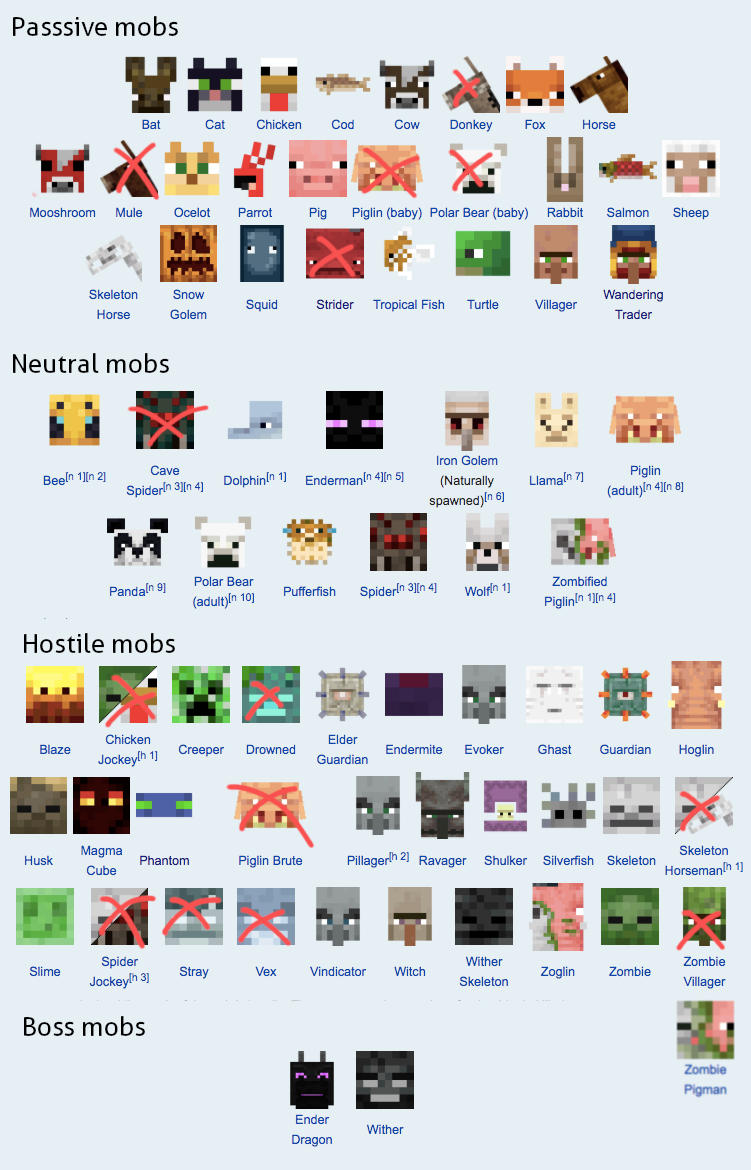 Passsive mobs
Bat Cat Chicken Cod Cow Donkey Fox Horse
Mooshroom Mule Ocelot Parrot Pig Piglin (baby) Polar Bear (baby) Rabbit Salmon Sheep
Skeleton Horse Snow Golem Squid Strider Tropical Fish Turtle Villager Wandering Trader
Neutral mobs
Bee[n 1][n 2] Cave Spider[n 3][n 4] Dolphin[n 1] Enderman[n 4][n 5] Iron Golem (Naturally spawned)[n 6] Llama[n 7] Piglin (adult)[n 4][n 8]
Panda[n 9] Polar Bear (adult)[n 10] Pufferfish Spider[n 3][n 4] Wolf[n 1] Zombified Piglin[n 1][n 4]
Hostile mobs
Blaze Chicken Jockey[h 1] Creeper Drowned Elder Guardian Endermite Evoker Ghast Guardian Hoglin
Husk Magma Cube Phantom Piglin Brute Pillager[h 2] Ravager Shulker Silverfish Skeleton Skeleton Horseman[h 1]
Slime Spider Jockey[h 3] Stray Vex Vindicator Witch Wither Skeleton Zoglin Zombie Zombie Villager
Boss mobs
Zombie Pigman
Ender Dragon Wither